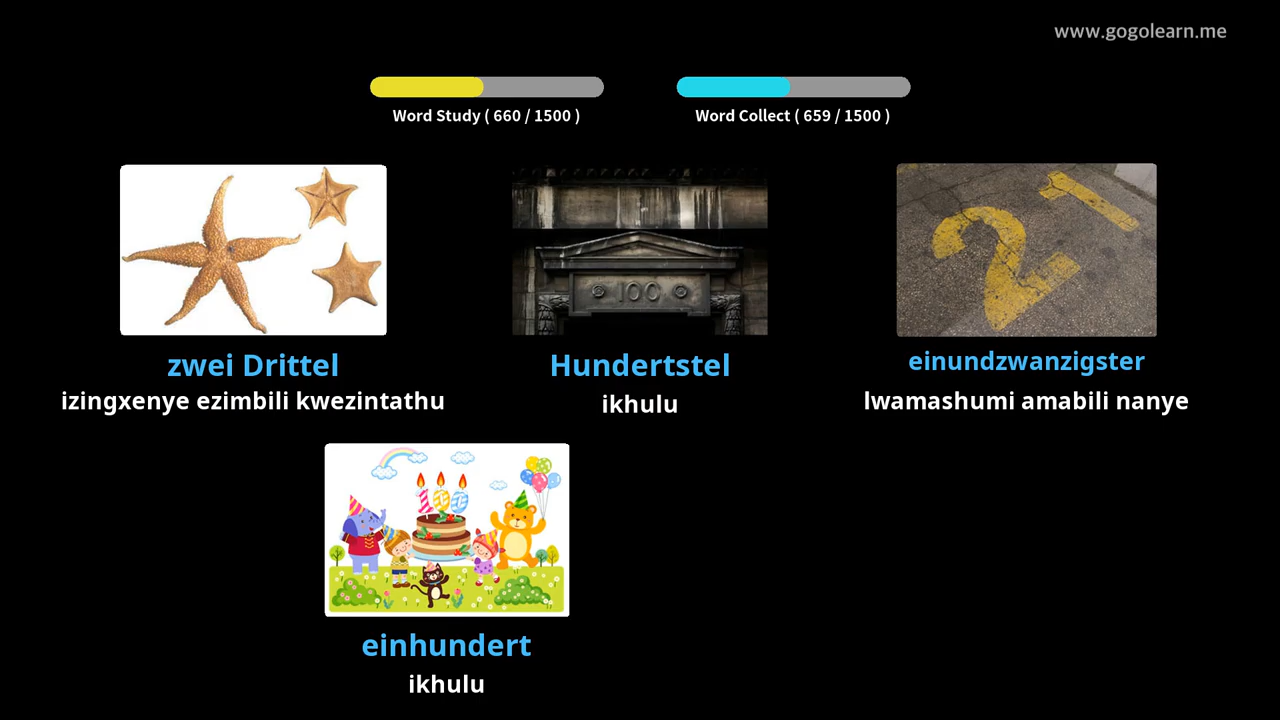 www.gogolearn.me
Word Study ( 660 / 1500 )
Word Collect ( 659 / 1500 )
100
21
zwei Drittel
Hundertstel
einundzwanzigster
izingxenye ezimbili kwezintathu
ikhulu
lwamashumi amabili nanye
100
einhundert
ikhulu